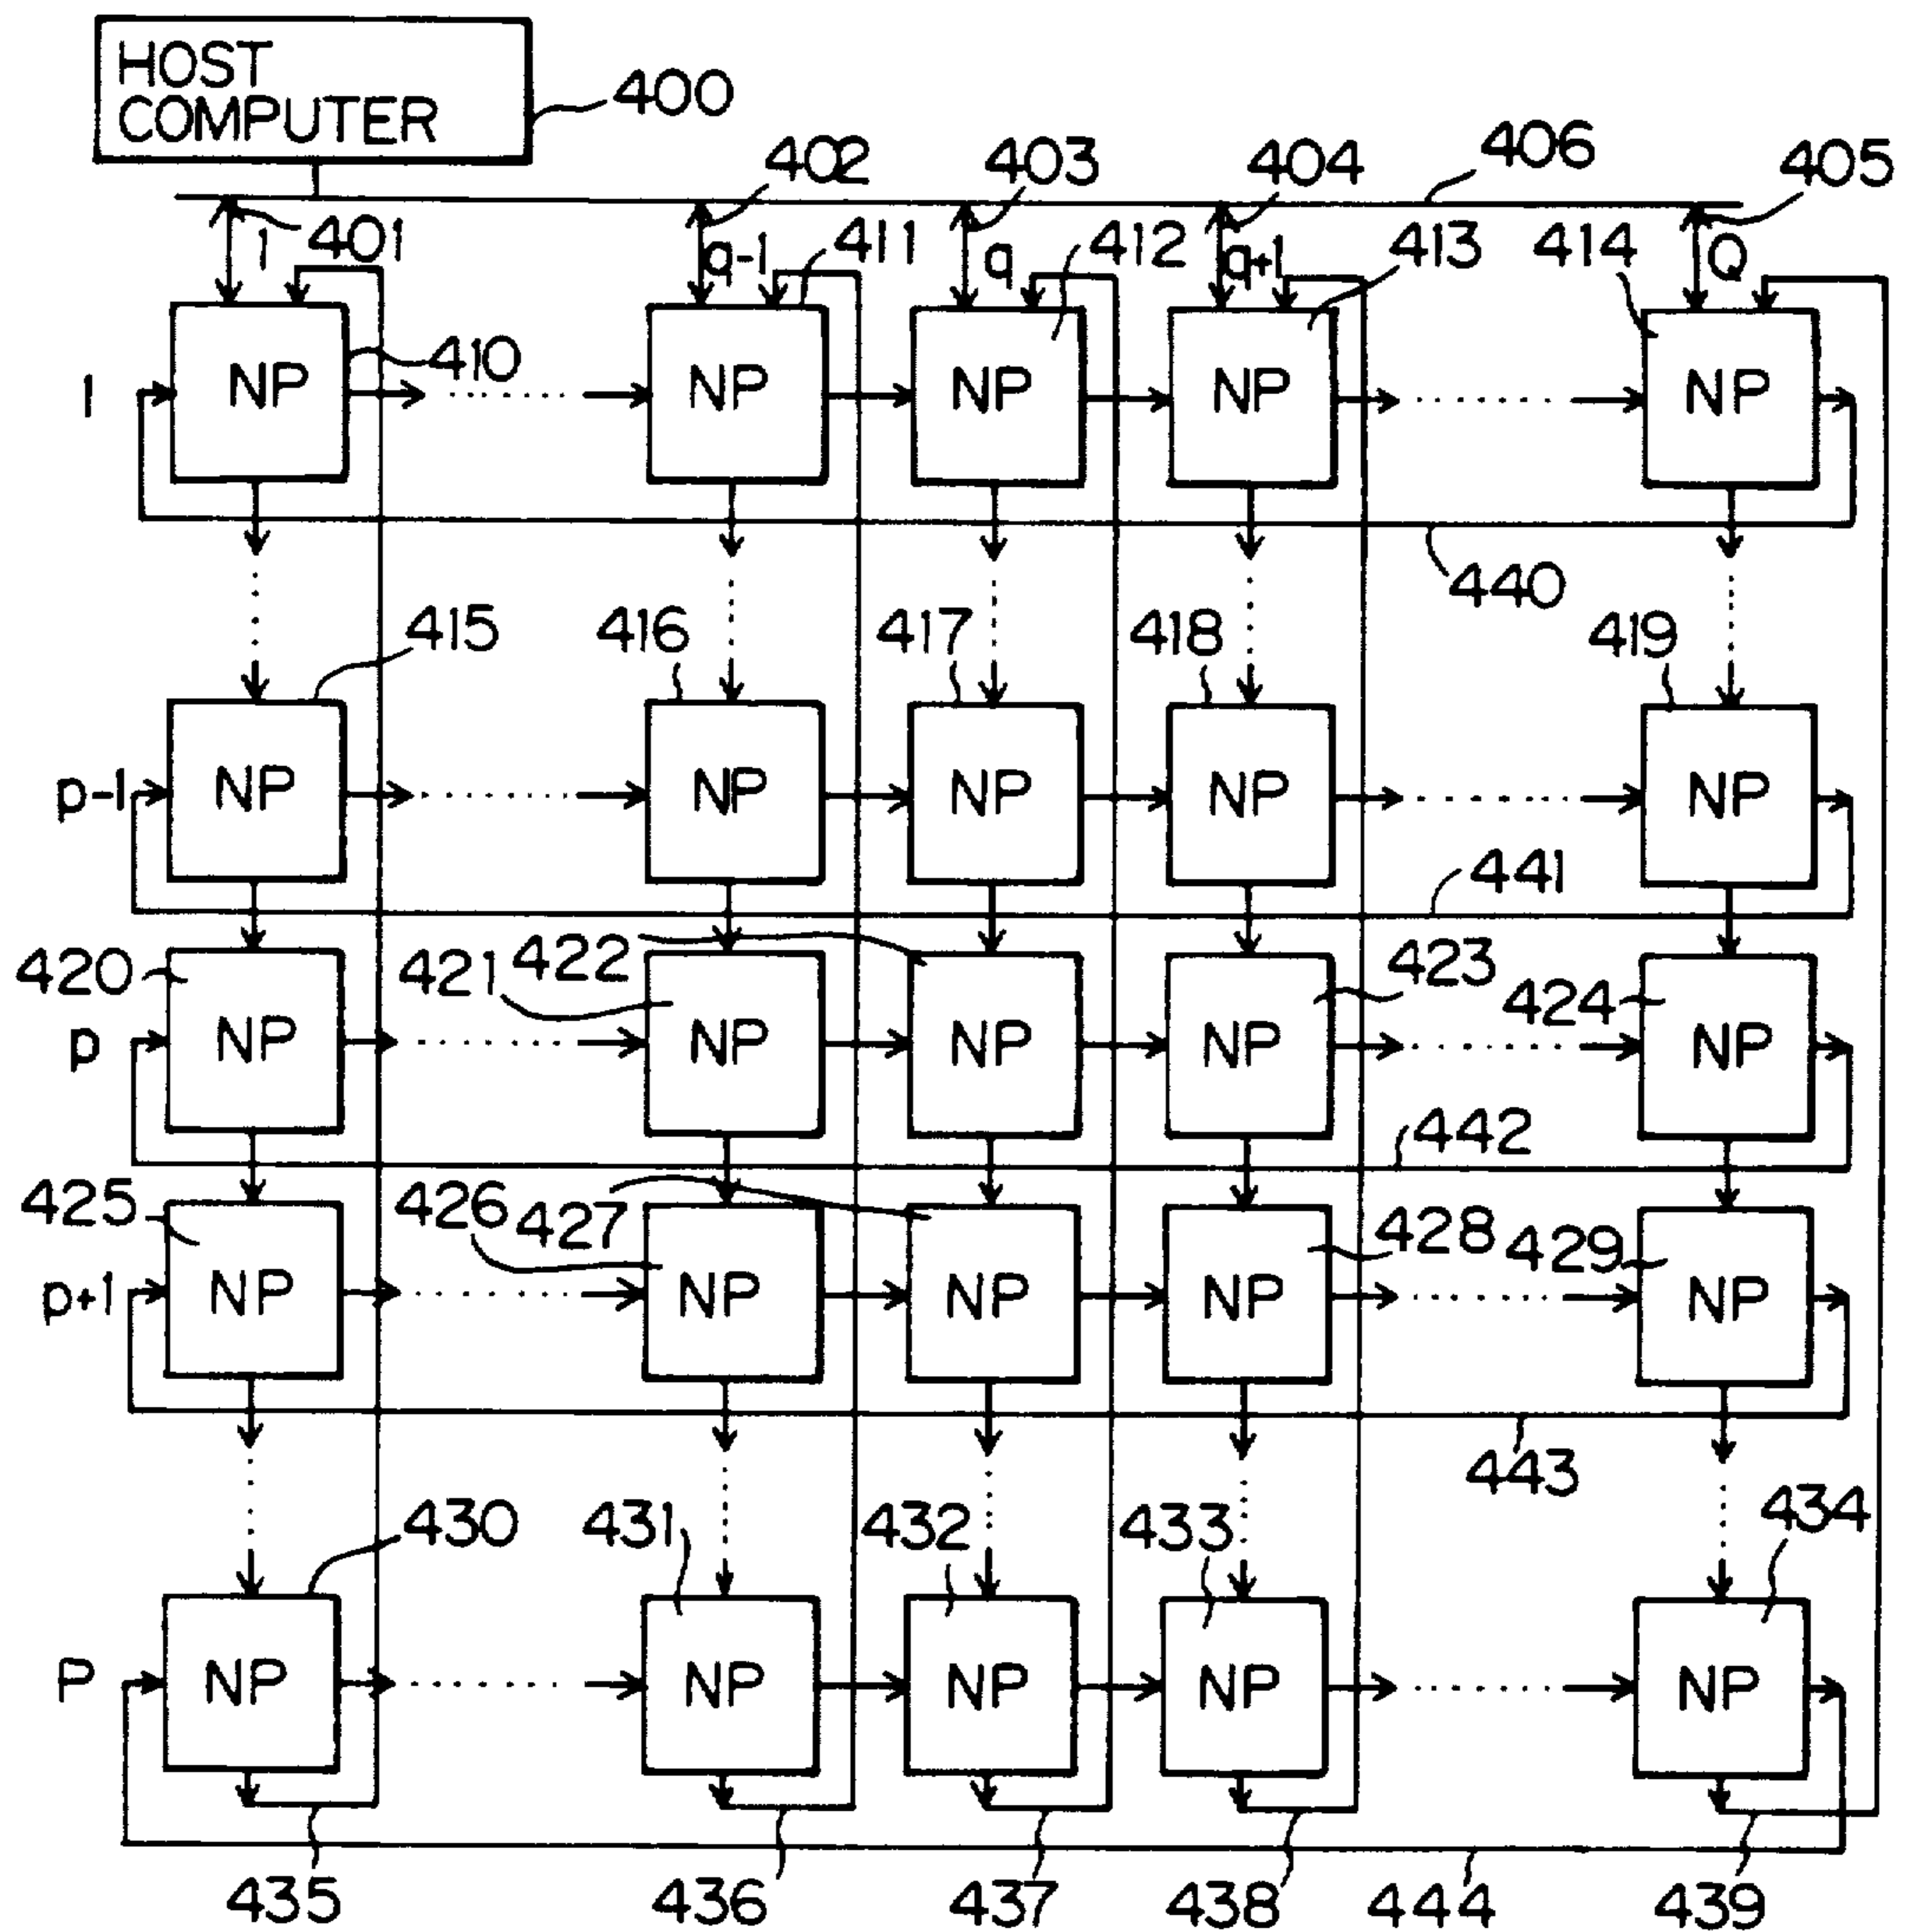 HOST
COMPUTER
400
402
403
404
406
405
401
1
q-1
411
q
412
q+1
413
414
Q
1
NP
410
NP
NP
NP
NP
440
415
416
417
418
419
p-1
NP
NP
NP
NP
NP
441
420
421
422
423
424
p
NP
NP
NP
NP
NP
442
425
426
427
428
429
p+1
NP
NP
NP
NP
NP
443
430
431
432
433
434
P
NP
NP
NP
NP
NP
435
436
437
438
444
439